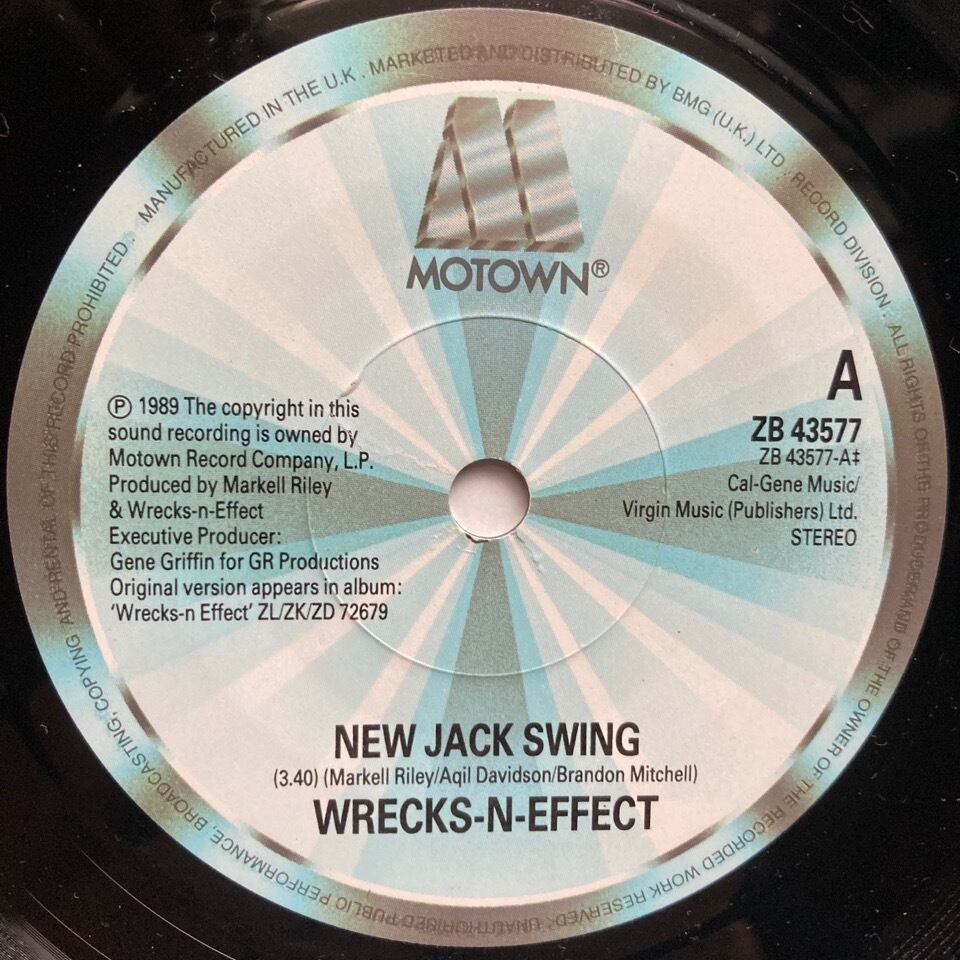 MANUFACTURED IN THE U.K. MARKETED AND DISTRIBUTED BY BMG (U.K.) LTD. RECORD DIVISION. ALL RIGHTS OF THE PRODUCER AND OF THE OWNER OF THE RECORDED WORK RESERVED. UNAUTHORISED PUBLIC PERFORMANCE, BROADCASTING, COPYING AND RENTAL OF THIS RECORD PROHIBITED.
MOTOWN®
A
ZB 43577
ZB 43577-A‡
Cal-Gene Music/
Virgin Music (Publishers) Ltd.
STEREO
℗ 1989 The copyright in this
sound recording is owned by
Motown Record Company, L.P.
Produced by Markell Riley
& Wrecks-n-Effect
Executive Producer:
Gene Griffin for GR Productions
Original version appears in album:
'Wrecks-n Effect' ZL/ZK/ZD 72679
NEW JACK SWING
(3.40) (Markell Riley/Aqil Davidson/Brandon Mitchell)
WRECKS-N-EFFECT